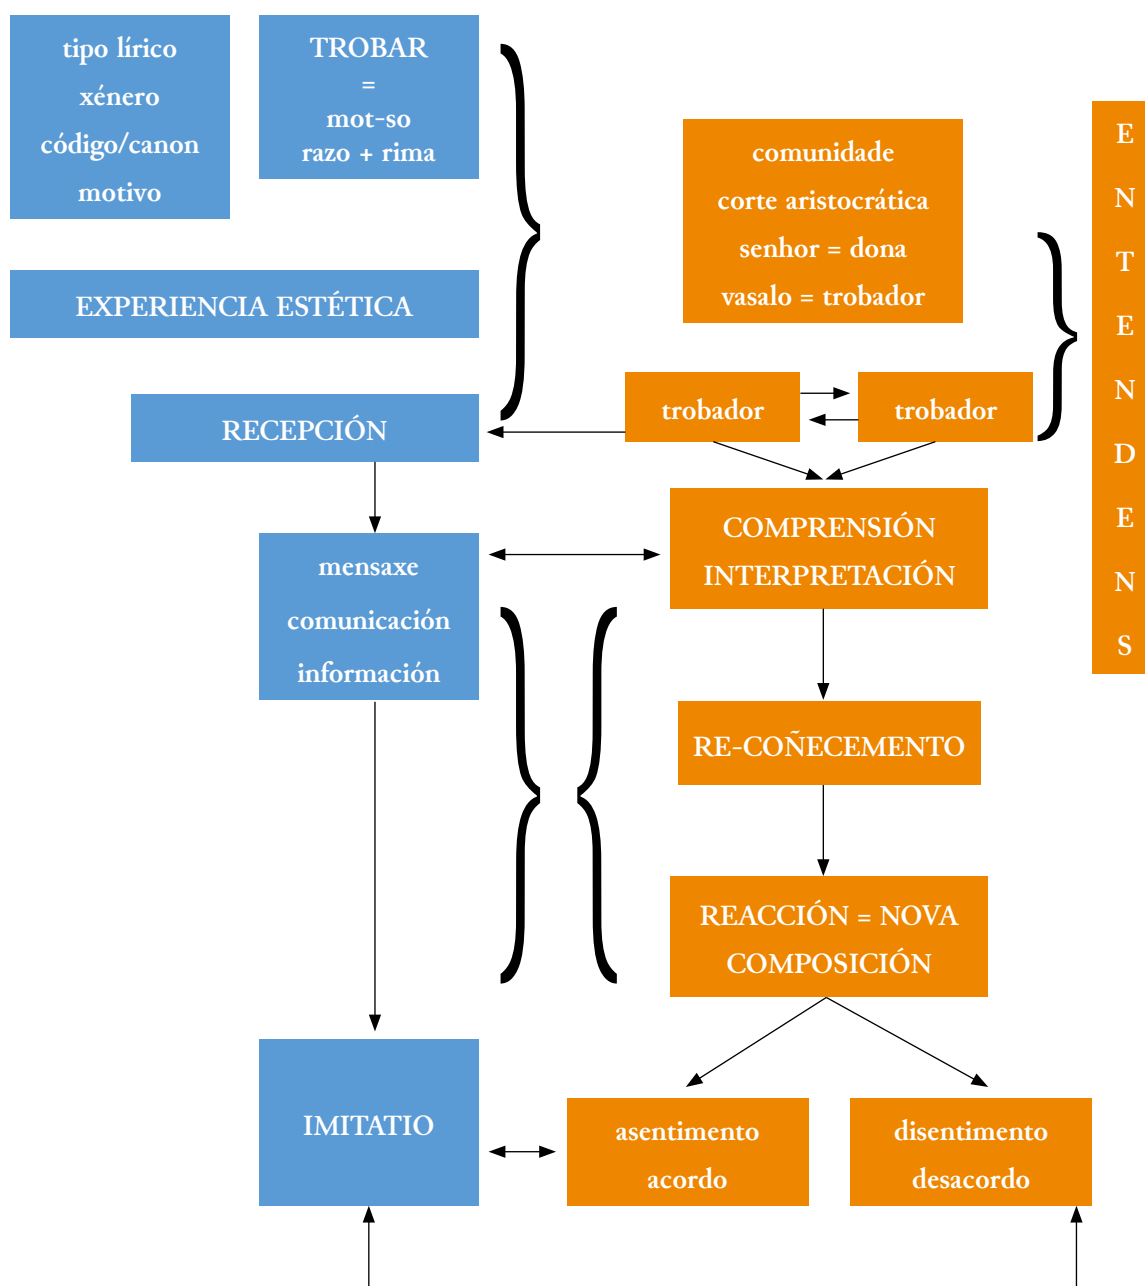 tipo lírico
xénero
código/canon
motivo
TROBAR
=
mot-so
razo + rima
EXPERIENCIA ESTÉTICA
RECEPCIÓN
mensaxe
comunicación
información
IMITATIO
comunidade
corte aristocrática
senhor = dona
vasalo = trobador
trobador
trobador
COMPRENSIÓN
INTERPRETACIÓN
RE-COÑECEMENTO
REACCIÓN = NOVA
COMPOSICIÓN
asentimento
acordo
disentimento
desacordo
E
N
T
E
N
D
E
N
S